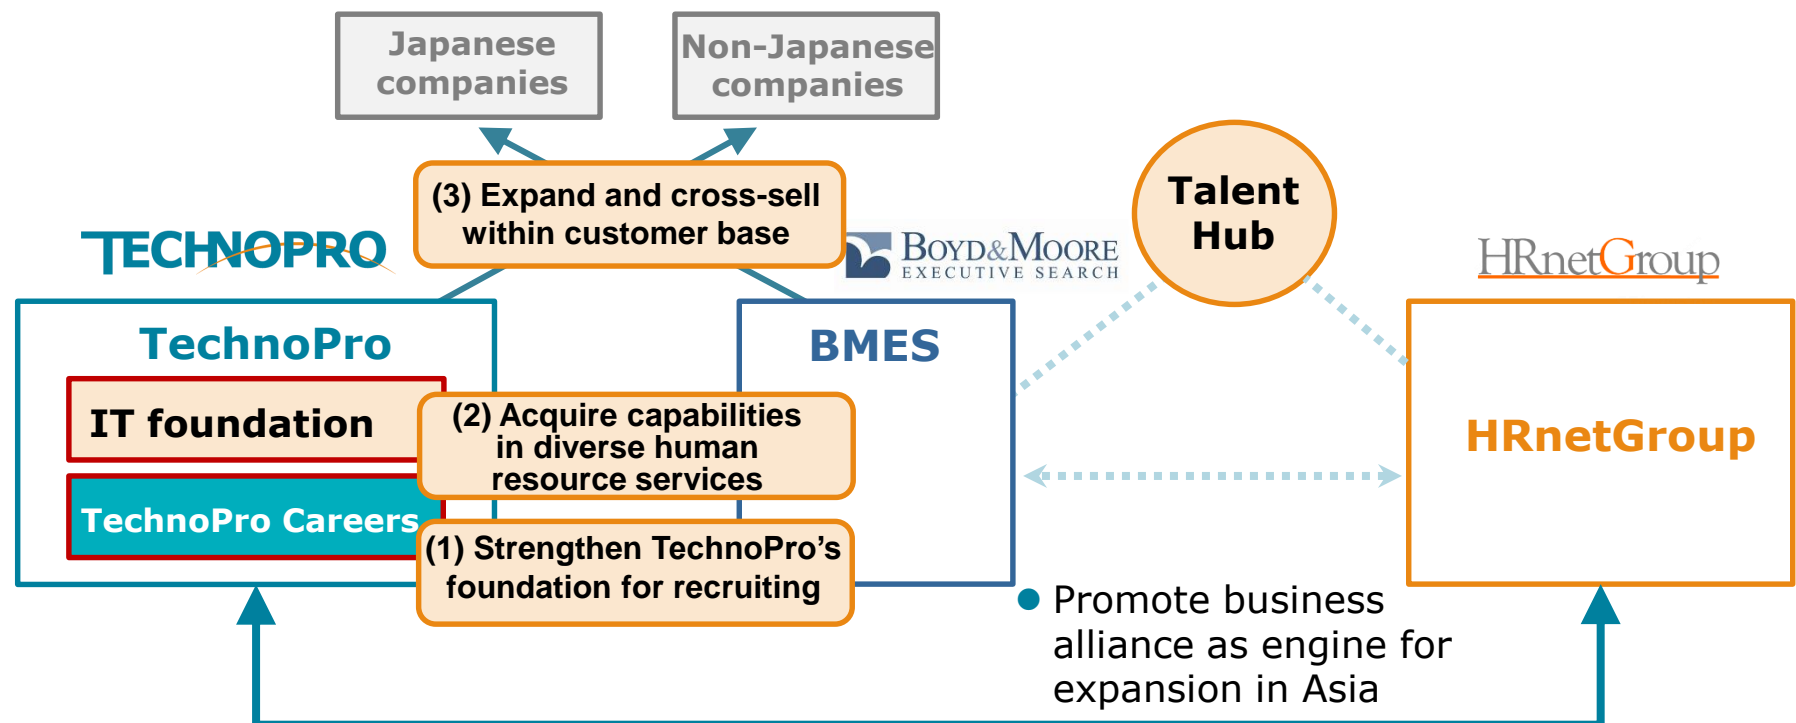 Japanese
companies
Non-Japanese
companies
(3) Expand and cross-sell
within customer base
Talent
Hub
TECHNOPRO
BOYD&MOORE
EXECUTIVE SEARCH
HRnetGroup
TechnoPro
BMES
IT foundation
(2) Acquire capabilities
in diverse human
resource services
HRnetGroup
TechnoPro Careers
(1) Strengthen TechnoPro's
foundation for recruiting
● Promote business
alliance as engine for
expansion in Asia